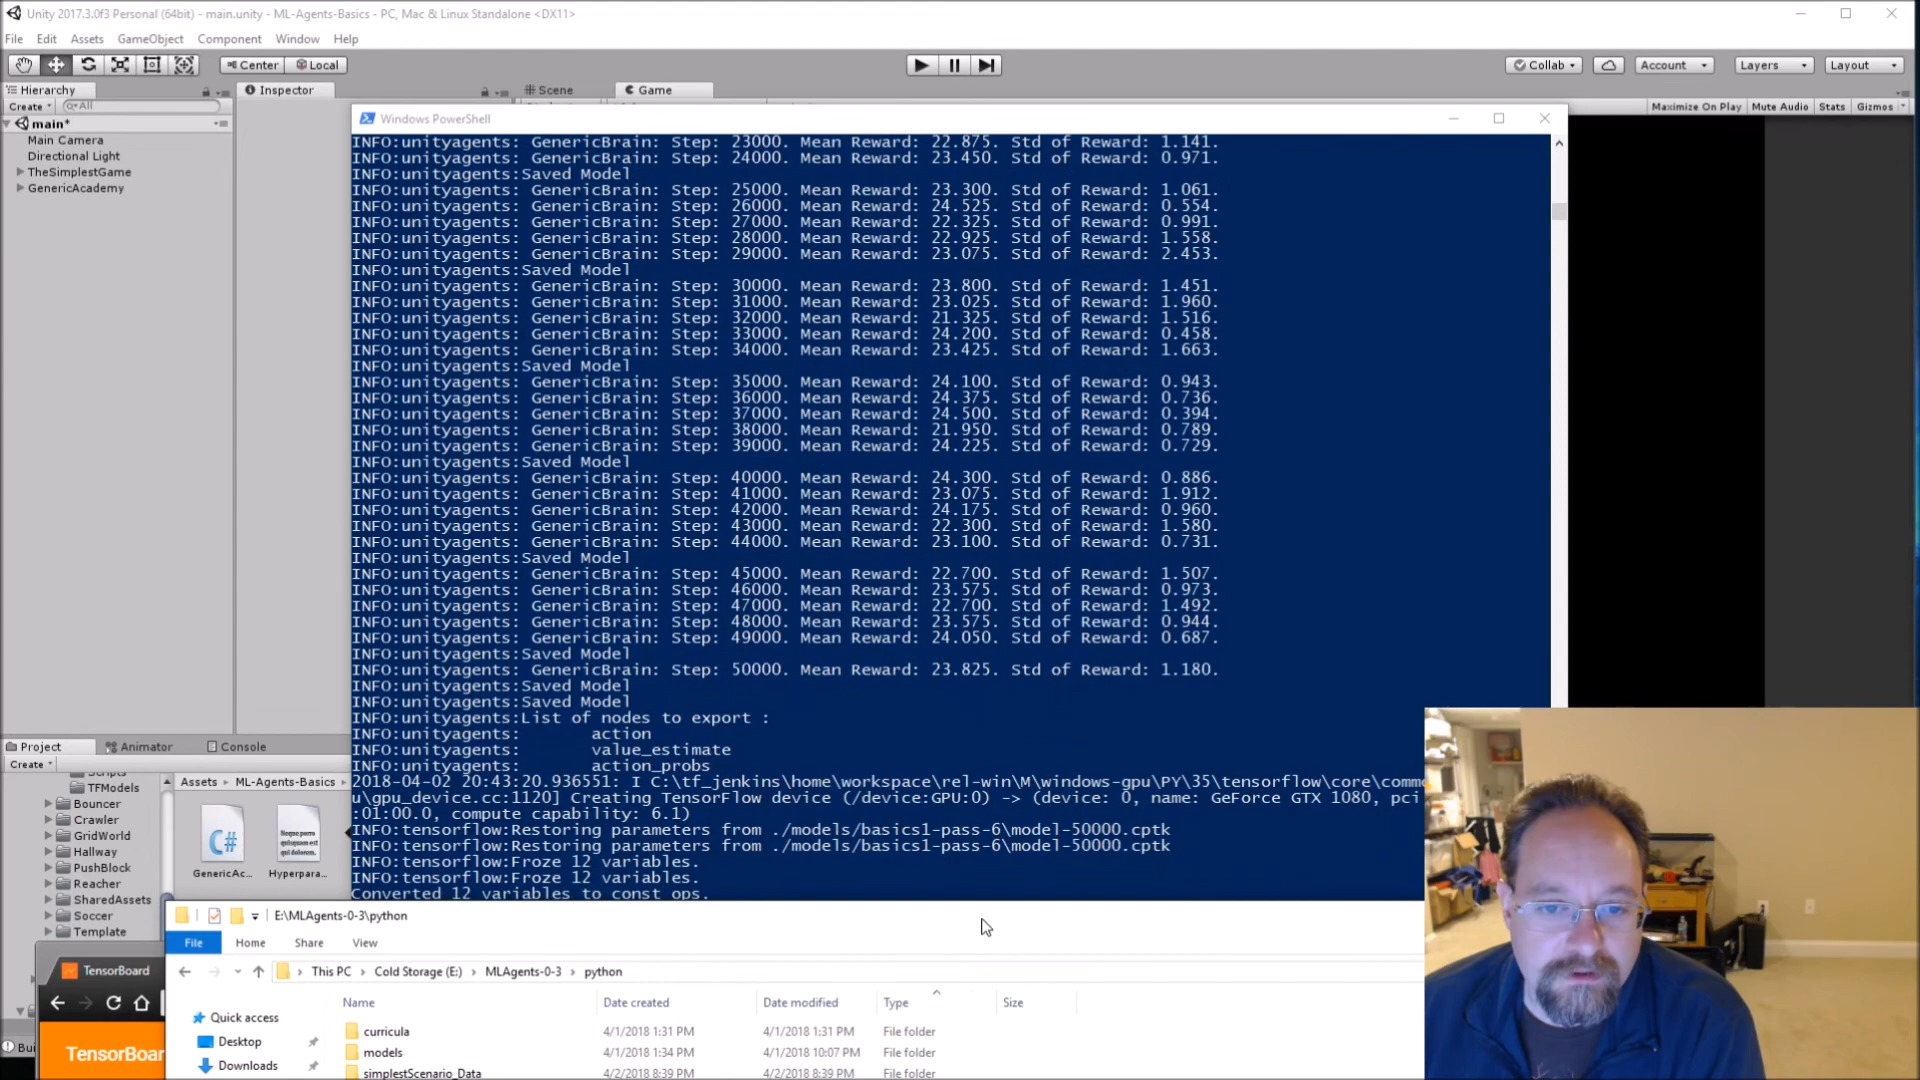 Unity 2017.3.0f3 Personal (64bit) - main.unity - ML-Agents-Basics - PC, Mac & Linux Standalone <DX11>
File Edit Assets GameObject Component Window Help
Center Local Collab Account Layers Layout
Hierarchy Inspector Scene Game
Create All Maximize On Play Mute Audio Stats Gizmos
main*
Main Camera
Directional Light
TheSimplestGame
GenericAcademy
Windows PowerShell
INFO:unityagents: GenericBrain: Step: 23000. Mean Reward: 22.875. Std of Reward: 1.141.
INFO:unityagents: GenericBrain: Step: 24000. Mean Reward: 23.450. Std of Reward: 0.971.
INFO:unityagents:Saved Model
INFO:unityagents: GenericBrain: Step: 25000. Mean Reward: 23.300. Std of Reward: 1.061.
INFO:unityagents: GenericBrain: Step: 26000. Mean Reward: 24.525. Std of Reward: 0.554.
INFO:unityagents: GenericBrain: Step: 27000. Mean Reward: 22.325. Std of Reward: 0.991.
INFO:unityagents: GenericBrain: Step: 28000. Mean Reward: 22.925. Std of Reward: 1.558.
INFO:unityagents: GenericBrain: Step: 29000. Mean Reward: 23.075. Std of Reward: 2.453.
INFO:unityagents:Saved Model
INFO:unityagents: GenericBrain: Step: 30000. Mean Reward: 23.800. Std of Reward: 1.451.
INFO:unityagents: GenericBrain: Step: 31000. Mean Reward: 23.025. Std of Reward: 1.960.
INFO:unityagents: GenericBrain: Step: 32000. Mean Reward: 21.325. Std of Reward: 1.516.
INFO:unityagents: GenericBrain: Step: 33000. Mean Reward: 24.200. Std of Reward: 0.458.
INFO:unityagents: GenericBrain: Step: 34000. Mean Reward: 23.425. Std of Reward: 1.663.
INFO:unityagents:Saved Model
INFO:unityagents: GenericBrain: Step: 35000. Mean Reward: 24.100. Std of Reward: 0.943.
INFO:unityagents: GenericBrain: Step: 36000. Mean Reward: 24.375. Std of Reward: 0.736.
INFO:unityagents: GenericBrain: Step: 37000. Mean Reward: 24.500. Std of Reward: 0.394.
INFO:unityagents: GenericBrain: Step: 38000. Mean Reward: 21.950. Std of Reward: 0.789.
INFO:unityagents: GenericBrain: Step: 39000. Mean Reward: 24.225. Std of Reward: 0.729.
INFO:unityagents:Saved Model
INFO:unityagents: GenericBrain: Step: 40000. Mean Reward: 24.300. Std of Reward: 0.886.
INFO:unityagents: GenericBrain: Step: 41000. Mean Reward: 23.075. Std of Reward: 1.912.
INFO:unityagents: GenericBrain: Step: 42000. Mean Reward: 24.175. Std of Reward: 0.960.
INFO:unityagents: GenericBrain: Step: 43000. Mean Reward: 22.300. Std of Reward: 1.580.
INFO:unityagents: GenericBrain: Step: 44000. Mean Reward: 23.100. Std of Reward: 0.731.
INFO:unityagents:Saved Model
INFO:unityagents: GenericBrain: Step: 45000. Mean Reward: 22.700. Std of Reward: 1.507.
INFO:unityagents: GenericBrain: Step: 46000. Mean Reward: 23.575. Std of Reward: 0.973.
INFO:unityagents: GenericBrain: Step: 47000. Mean Reward: 22.700. Std of Reward: 1.492.
INFO:unityagents: GenericBrain: Step: 48000. Mean Reward: 23.575. Std of Reward: 0.944.
INFO:unityagents: GenericBrain: Step: 49000. Mean Reward: 24.050. Std of Reward: 0.687.
INFO:unityagents:Saved Model
INFO:unityagents: GenericBrain: Step: 50000. Mean Reward: 23.825. Std of Reward: 1.180.
INFO:unityagents:Saved Model
INFO:unityagents:Saved Model
INFO:unityagents:List of nodes to export :
INFO:unityagents: action
INFO:unityagents: value_estimate
INFO:unityagents: action_probs
2018-04-02 20:43:20.936551: I C:\tf_jenkins\home\workspace\rel-win\M\windows-gpu\PY\35\tensorflow\core\comm
u\gpu_device.cc:1120] Creating TensorFlow device (/device:GPU:0) -> (device: 0, name: GeForce GTX 1080, pci
:01:00.0, compute capability: 6.1)
INFO:tensorflow:Restoring parameters from ./models/basics1-pass-6\model-50000.cptk
INFO:tensorflow:Restoring parameters from ./models/basics1-pass-6\model-50000.cptk
INFO:tensorflow:Froze 12 variables.
INFO:tensorflow:Froze 12 variables.
Converted 12 variables to const ops.
Project Animator Console
Create
Scripts
TFModels
Bouncer
Crawler
GridWorld
Hallway
PushBlock
Reacher
SharedAssets
Soccer
Template
Assets ML-Agents-Basics
C#
GenericAc...
Hyperpara...
E:\MLAgents-0-3\python
File Home Share View
This PC Cold Storage (E:) MLAgents-0-3 python
Name Date created Date modified Type Size
Quick access
Desktop
Downloads
curricula 4/1/2018 1:31 PM 4/1/2018 1:31 PM File folder
models 4/1/2018 1:34 PM 4/1/2018 10:07 PM File folder
simplestScenario_Data 4/2/2018 8:39 PM 4/2/2018 8:39 PM File folder
TensorBoard
TensorBoar
Bui